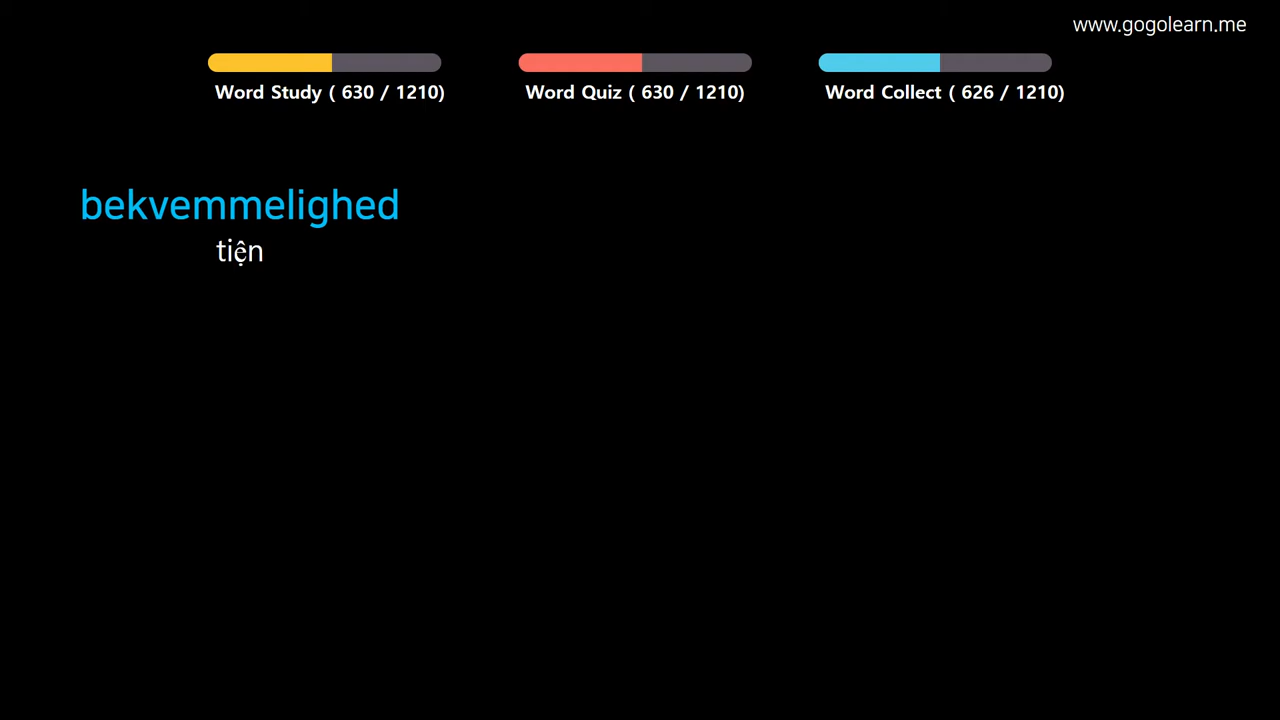 www.gogolearn.me
Word Study ( 630 / 1210)
Word Quiz ( 630 / 1210)
Word Collect ( 626 / 1210)
bekvemmelighed
tiện